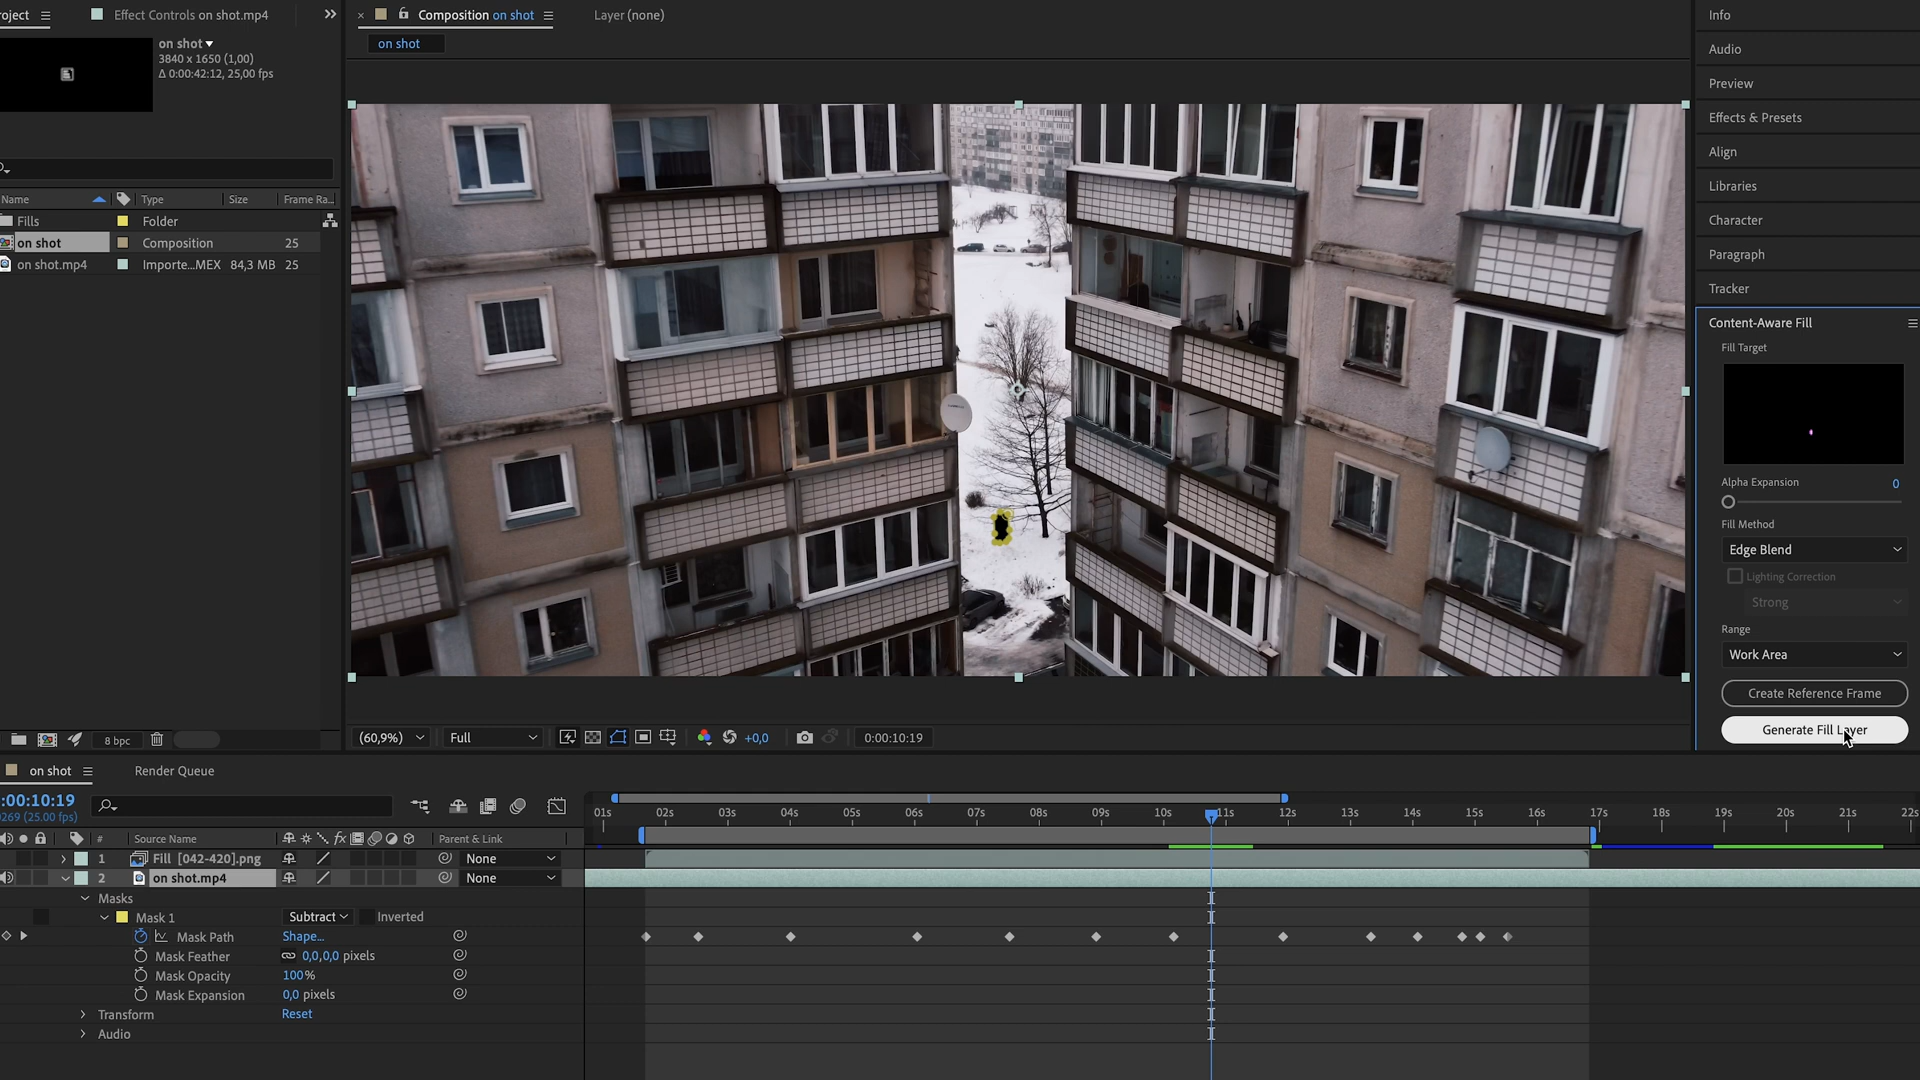 roject
Effect Controls on shot.mp4
Composition on shot
Layer (none)
on shot
on shot
3840 x 1650 (1,00)
Δ 0:00:42:12, 25,00 fps
Name
Type
Size
Frame Ra...
Fills
Folder
on shot
Composition
25
on shot.mp4
Importe...MEX
84,3 MB
25
8 bpc
(60,9%)
Full
+0,0
0:00:10:19
Info
Audio
Preview
Effects & Presets
Align
Libraries
Character
Paragraph
Tracker
Content-Aware Fill
Fill Target
Alpha Expansion
0
Fill Method
Edge Blend
Lighting Correction
Strong
Range
Work Area
Create Reference Frame
Generate Fill Layer
on shot
Render Queue
:00:10:19
0269 (25.00 fps)
01s 02s 03s 04s 05s 06s 07s 08s 09s 10s 11s 12s 13s 14s 15s 16s 17s 18s 19s 20s 21s 22s
#
Source Name
fx
Parent & Link
1
Fill [042-420].png
None
2
on shot.mp4
None
Masks
Mask 1
Subtract
Inverted
Mask Path
Shape...
Mask Feather
0,0,0,0 pixels
Mask Opacity
100%
Mask Expansion
0,0 pixels
Transform
Reset
Audio